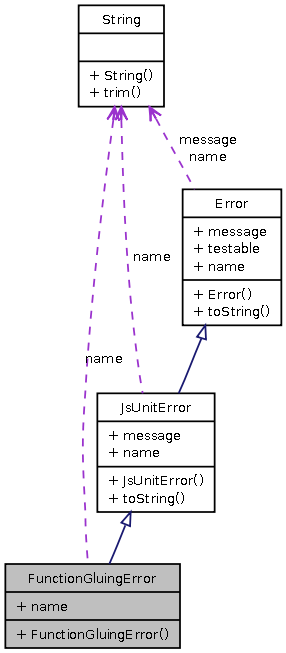 String
+ String()
+ trim()
message
name
Error
+ message
+ testable
+ name
+ Error()
+ toString()
name
name
JsUnitError
+ message
+ name
+ JsUnitError()
+ toString()
FunctionGluingError
+ name
+ FunctionGluingError()